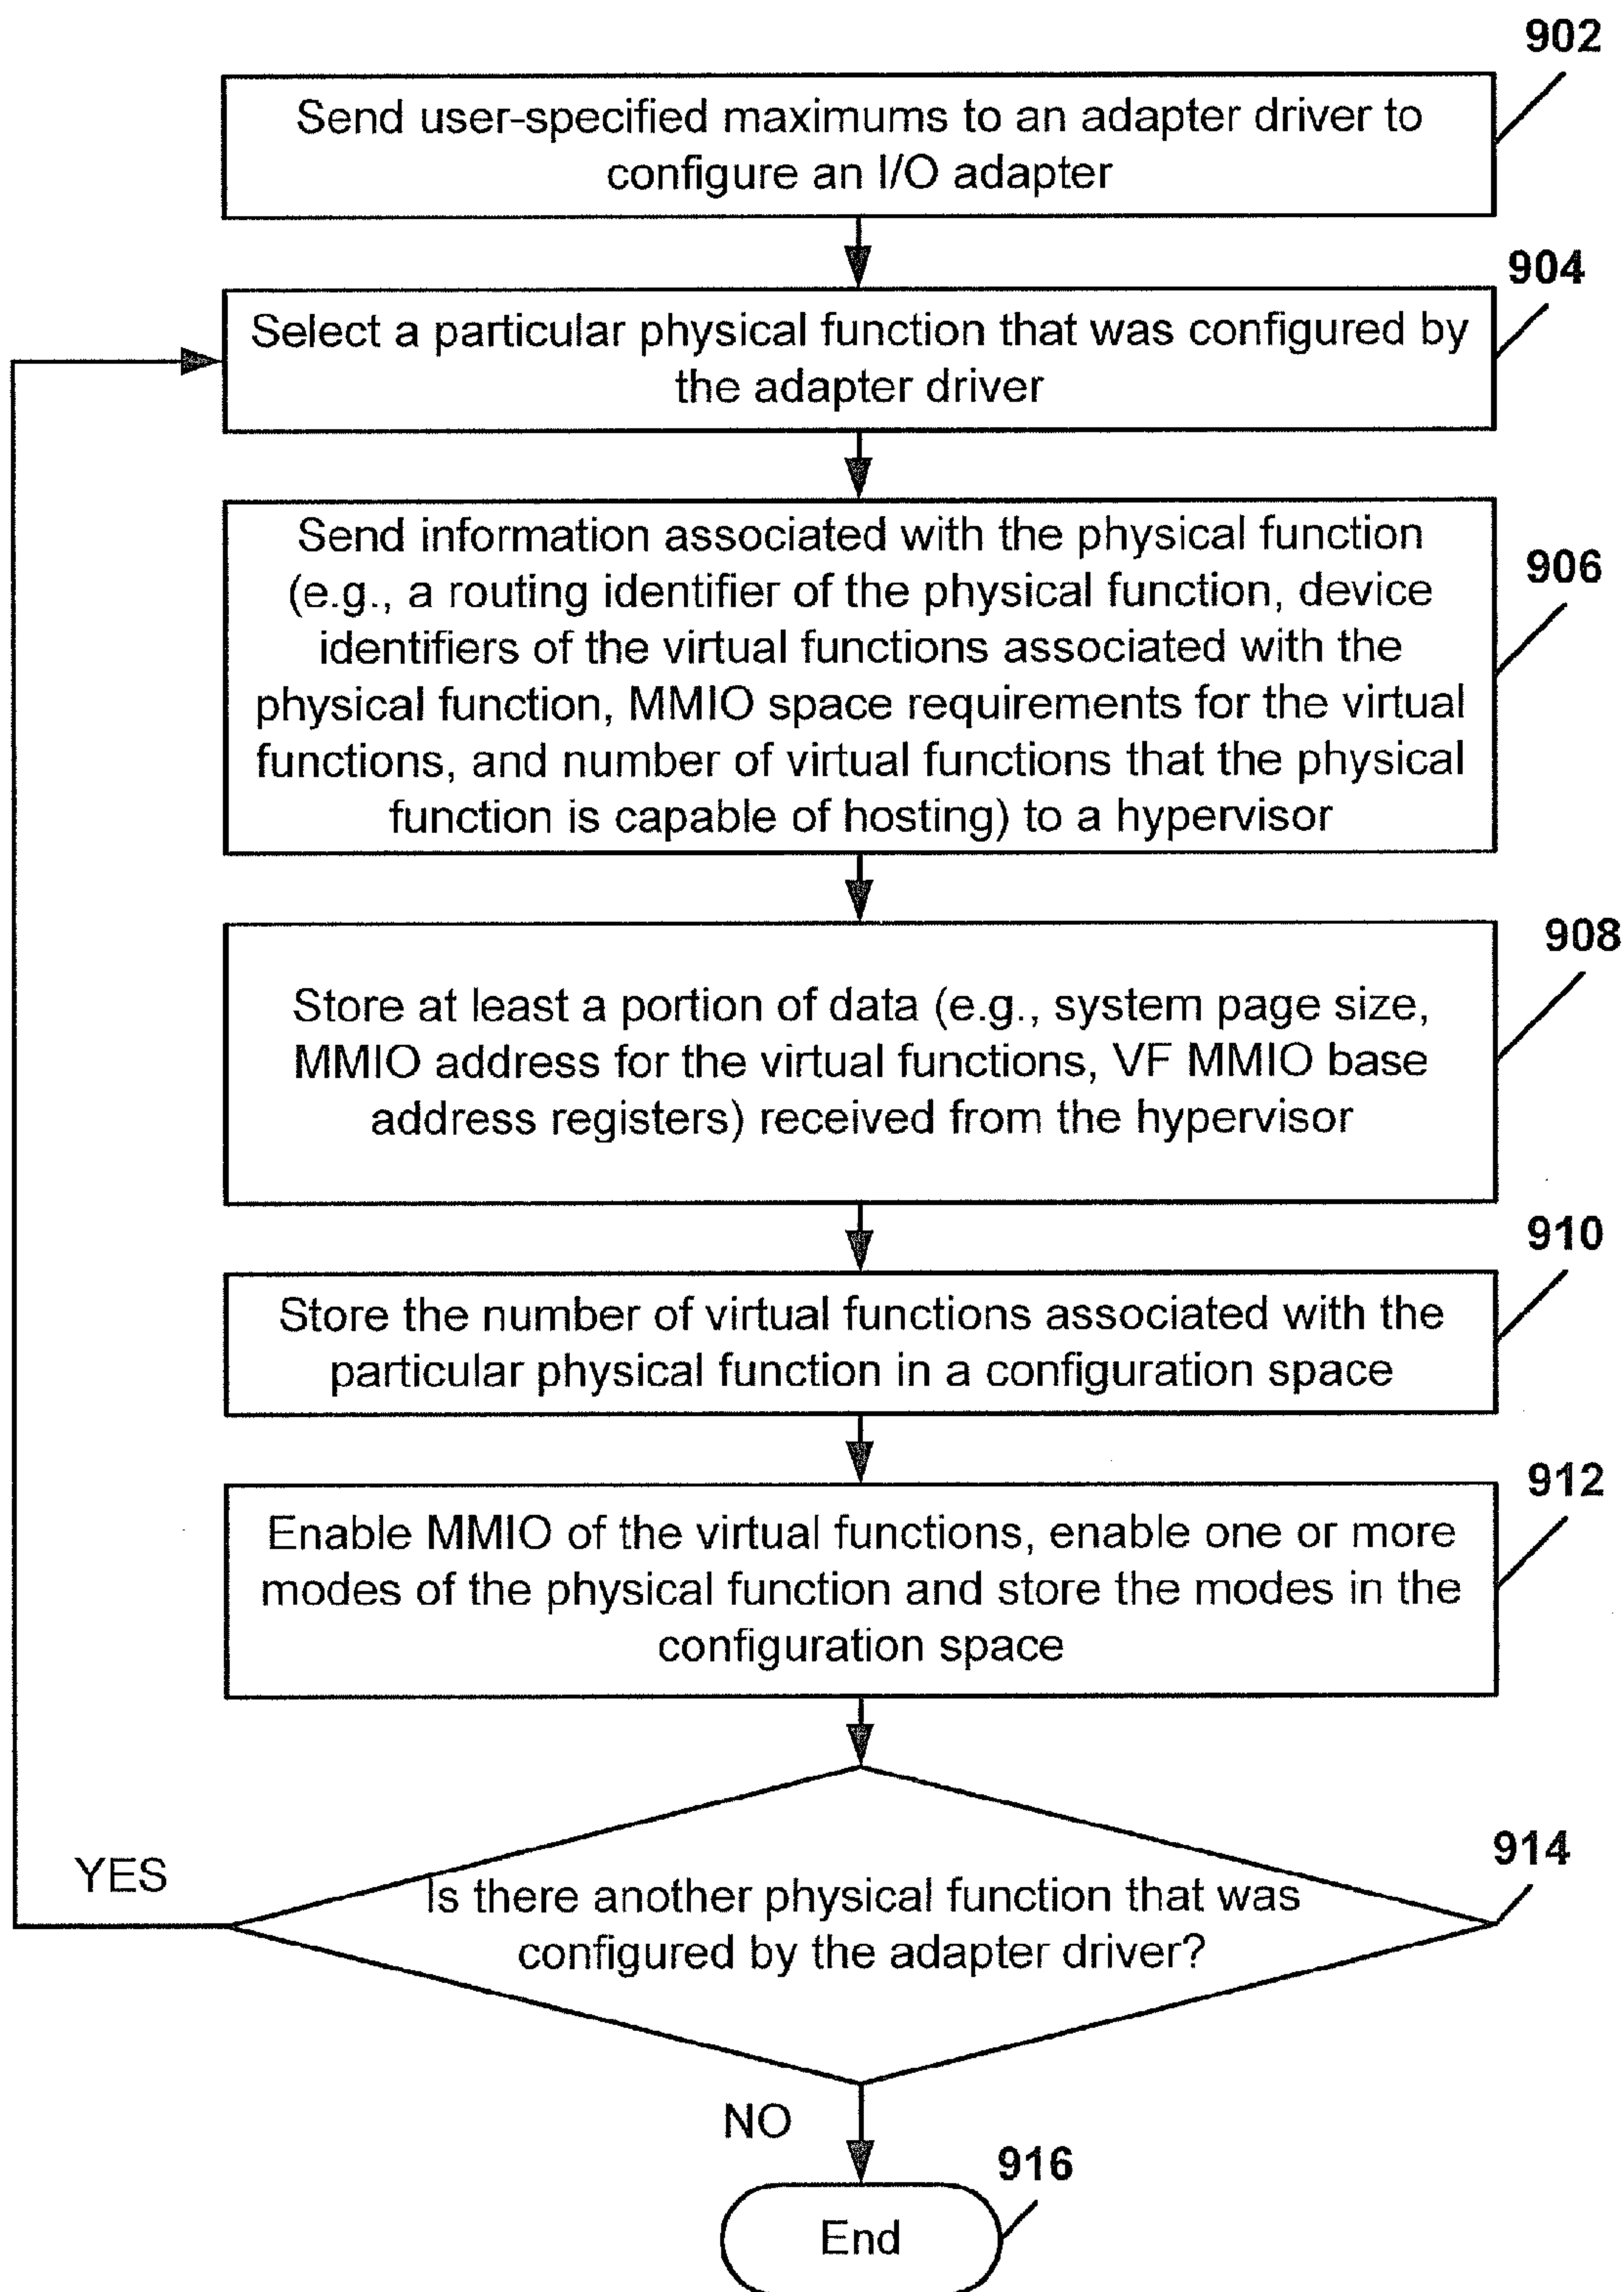 902
Send user-specified maximums to an adapter driver to
configure an I/O adapter
904
Select a particular physical function that was configured by
the adapter driver
906
Send information associated with the physical function
(e.g., a routing identifier of the physical function, device
identifiers of the virtual functions associated with the
physical function, MMIO space requirements for the virtual
functions, and number of virtual functions that the physical
function is capable of hosting) to a hypervisor
908
Store at least a portion of data (e.g., system page size,
MMIO address for the virtual functions, VF MMIO base
address registers) received from the hypervisor
910
Store the number of virtual functions associated with the
particular physical function in a configuration space
912
Enable MMIO of the virtual functions, enable one or more
modes of the physical function and store the modes in the
configuration space
914
YES
Is there another physical function that was
configured by the adapter driver?
NO
916
End